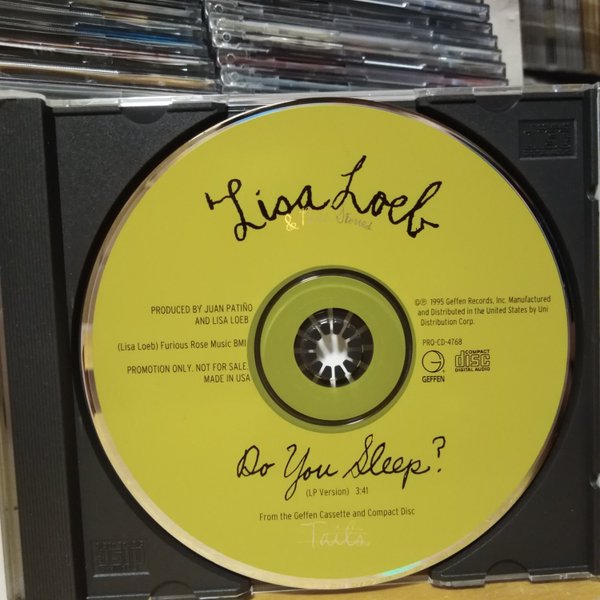 Lisa Loeb
& Nine Stories
PRODUCED BY JUAN PATIÑO
AND LISA LOEB
(Lisa Loeb) Furious Rose Music BMI
PROMOTION ONLY. NOT FOR SALE.
MADE IN USA
©℗ 1995 Geffen Records, Inc. Manufactured
and Distributed in the United States by Uni
Distribution Corp.
PRO-CD-4768
G
GEFFEN
COMPACT
disc
DIGITAL AUDIO
Do You Sleep?
(LP Version) 3:41
From the Geffen Cassette and Compact Disc
Tails